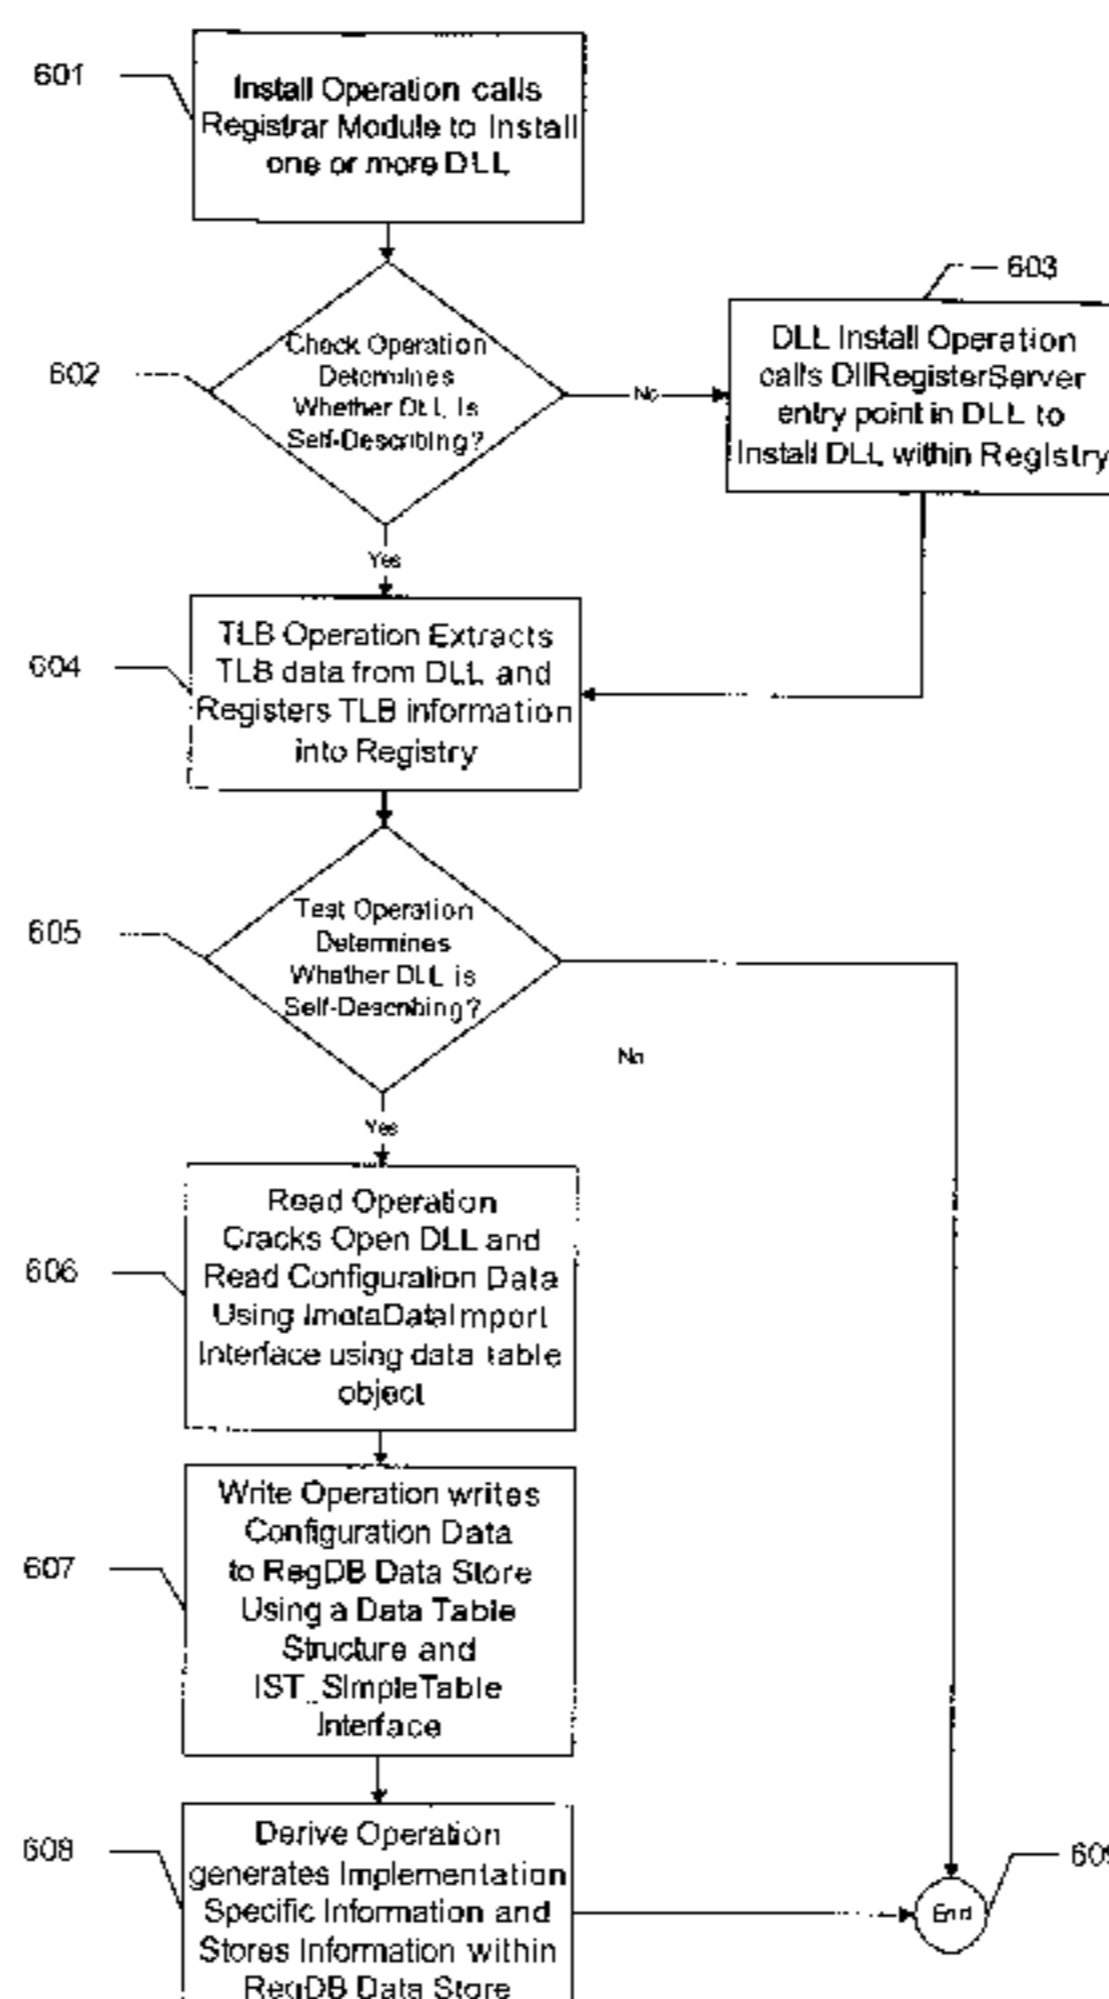 601
Install Operation calls
Registrar Module to Install
one or more DLL
602
Check Operation
Determines
Whether DLL is
Self-Describing?
No
603
DLL Install Operation
calls DllRegisterServer
entry point in DLL to
Install DLL within Registry
Yes
604
TLB Operation Extracts
TLB data from DLL and
Registers TLB information
into Registry
605
Test Operation
Determines
Whether DLL is
Self-Describing?
No
Yes
606
Read Operation
Cracks Open DLL and
Read Configuration Data
Using ImetaDataImport
Interface using data table
object
607
Write Operation writes
Configuration Data
to RegDB Data Store
Using a Data Table
Structure and
IST_SimpleTable
Interface
608
Derive Operation
generates Implementation
Specific Information and
Stores Information within
RegDB Data Store
End
609